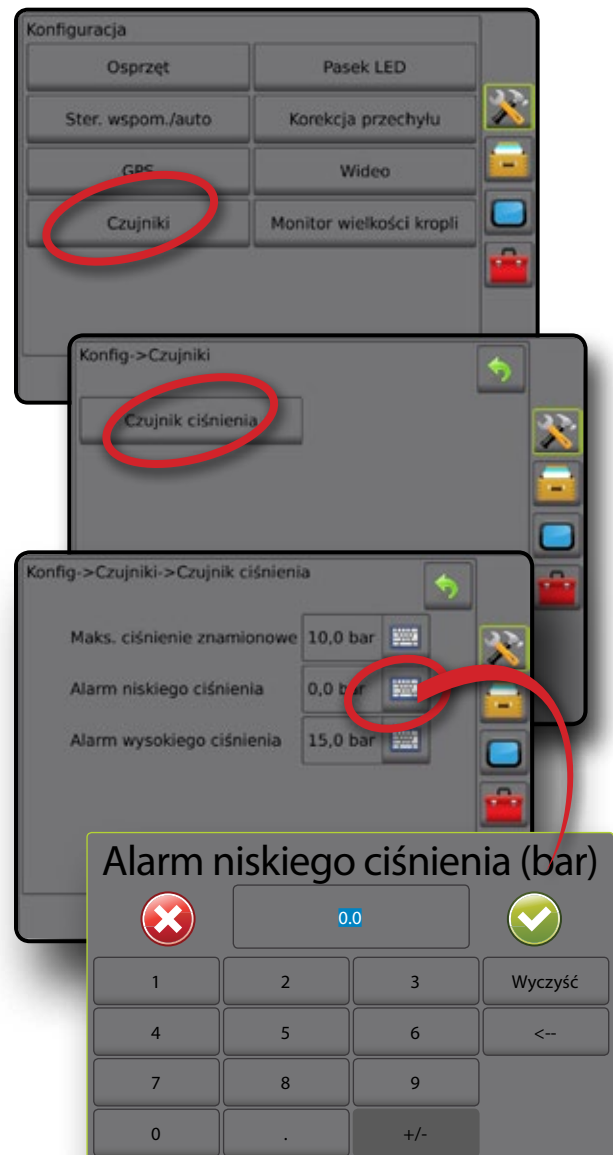 Konfiguracja
Osprzęt Pasek LED
Ster. wspom./auto Korekcja przechyłu
GPS Wideo
Czujniki Monitor wielkości kropli
Konfig->Czujniki
Czujnik ciśnienia
Konfig->Czujniki->Czujnik ciśnienia
Maks. ciśnienie znamionowe 10,0 bar
Alarm niskiego ciśnienia 0,0 bar
Alarm wysokiego ciśnienia 15,0 bar
Alarm niskiego ciśnienia (bar)
0.0
1 2 3 Wyczyść
4 5 6 <--
7 8 9
0 . +/-